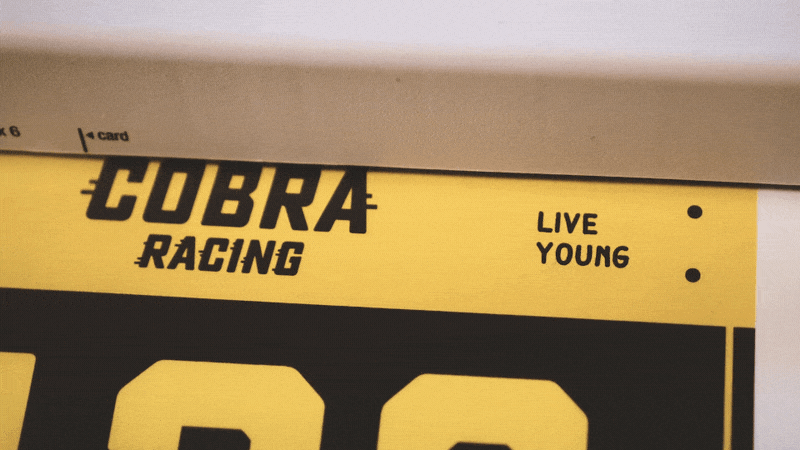 x 6
card
COBRA
RACING
LIVE
YOUNG